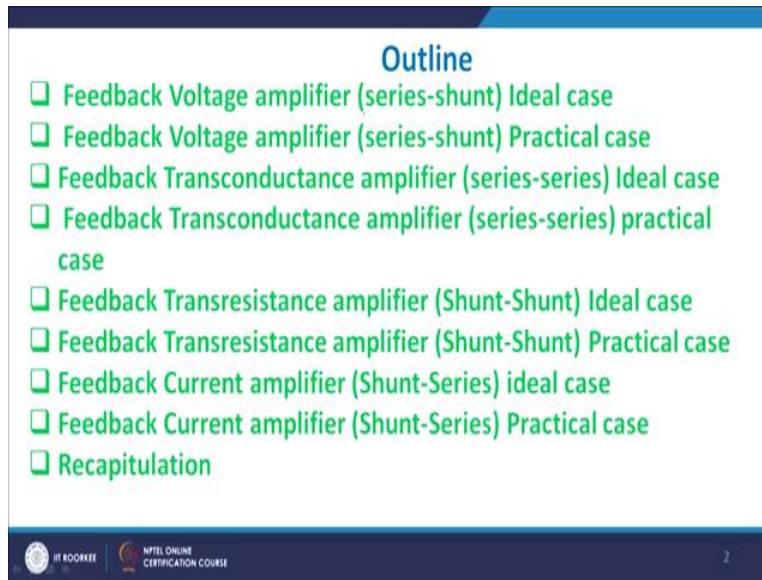 Outline
Feedback Voltage amplifier (series-shunt) Ideal case
Feedback Voltage amplifier (series-shunt) Practical case
Feedback Transconductance amplifier (series-series) Ideal case
Feedback Transconductance amplifier (series-series) practical
case
Feedback Transresistance amplifier (Shunt-Shunt) Ideal case
Feedback Transresistance amplifier (Shunt-Shunt) Practical case
Feedback Current amplifier (Shunt-Series) ideal case
Feedback Current amplifier (Shunt-Series) Practical case
Recapitulation
IIT ROORKEE
NPTEL ONLINE
CERTIFICATION COURSE
2